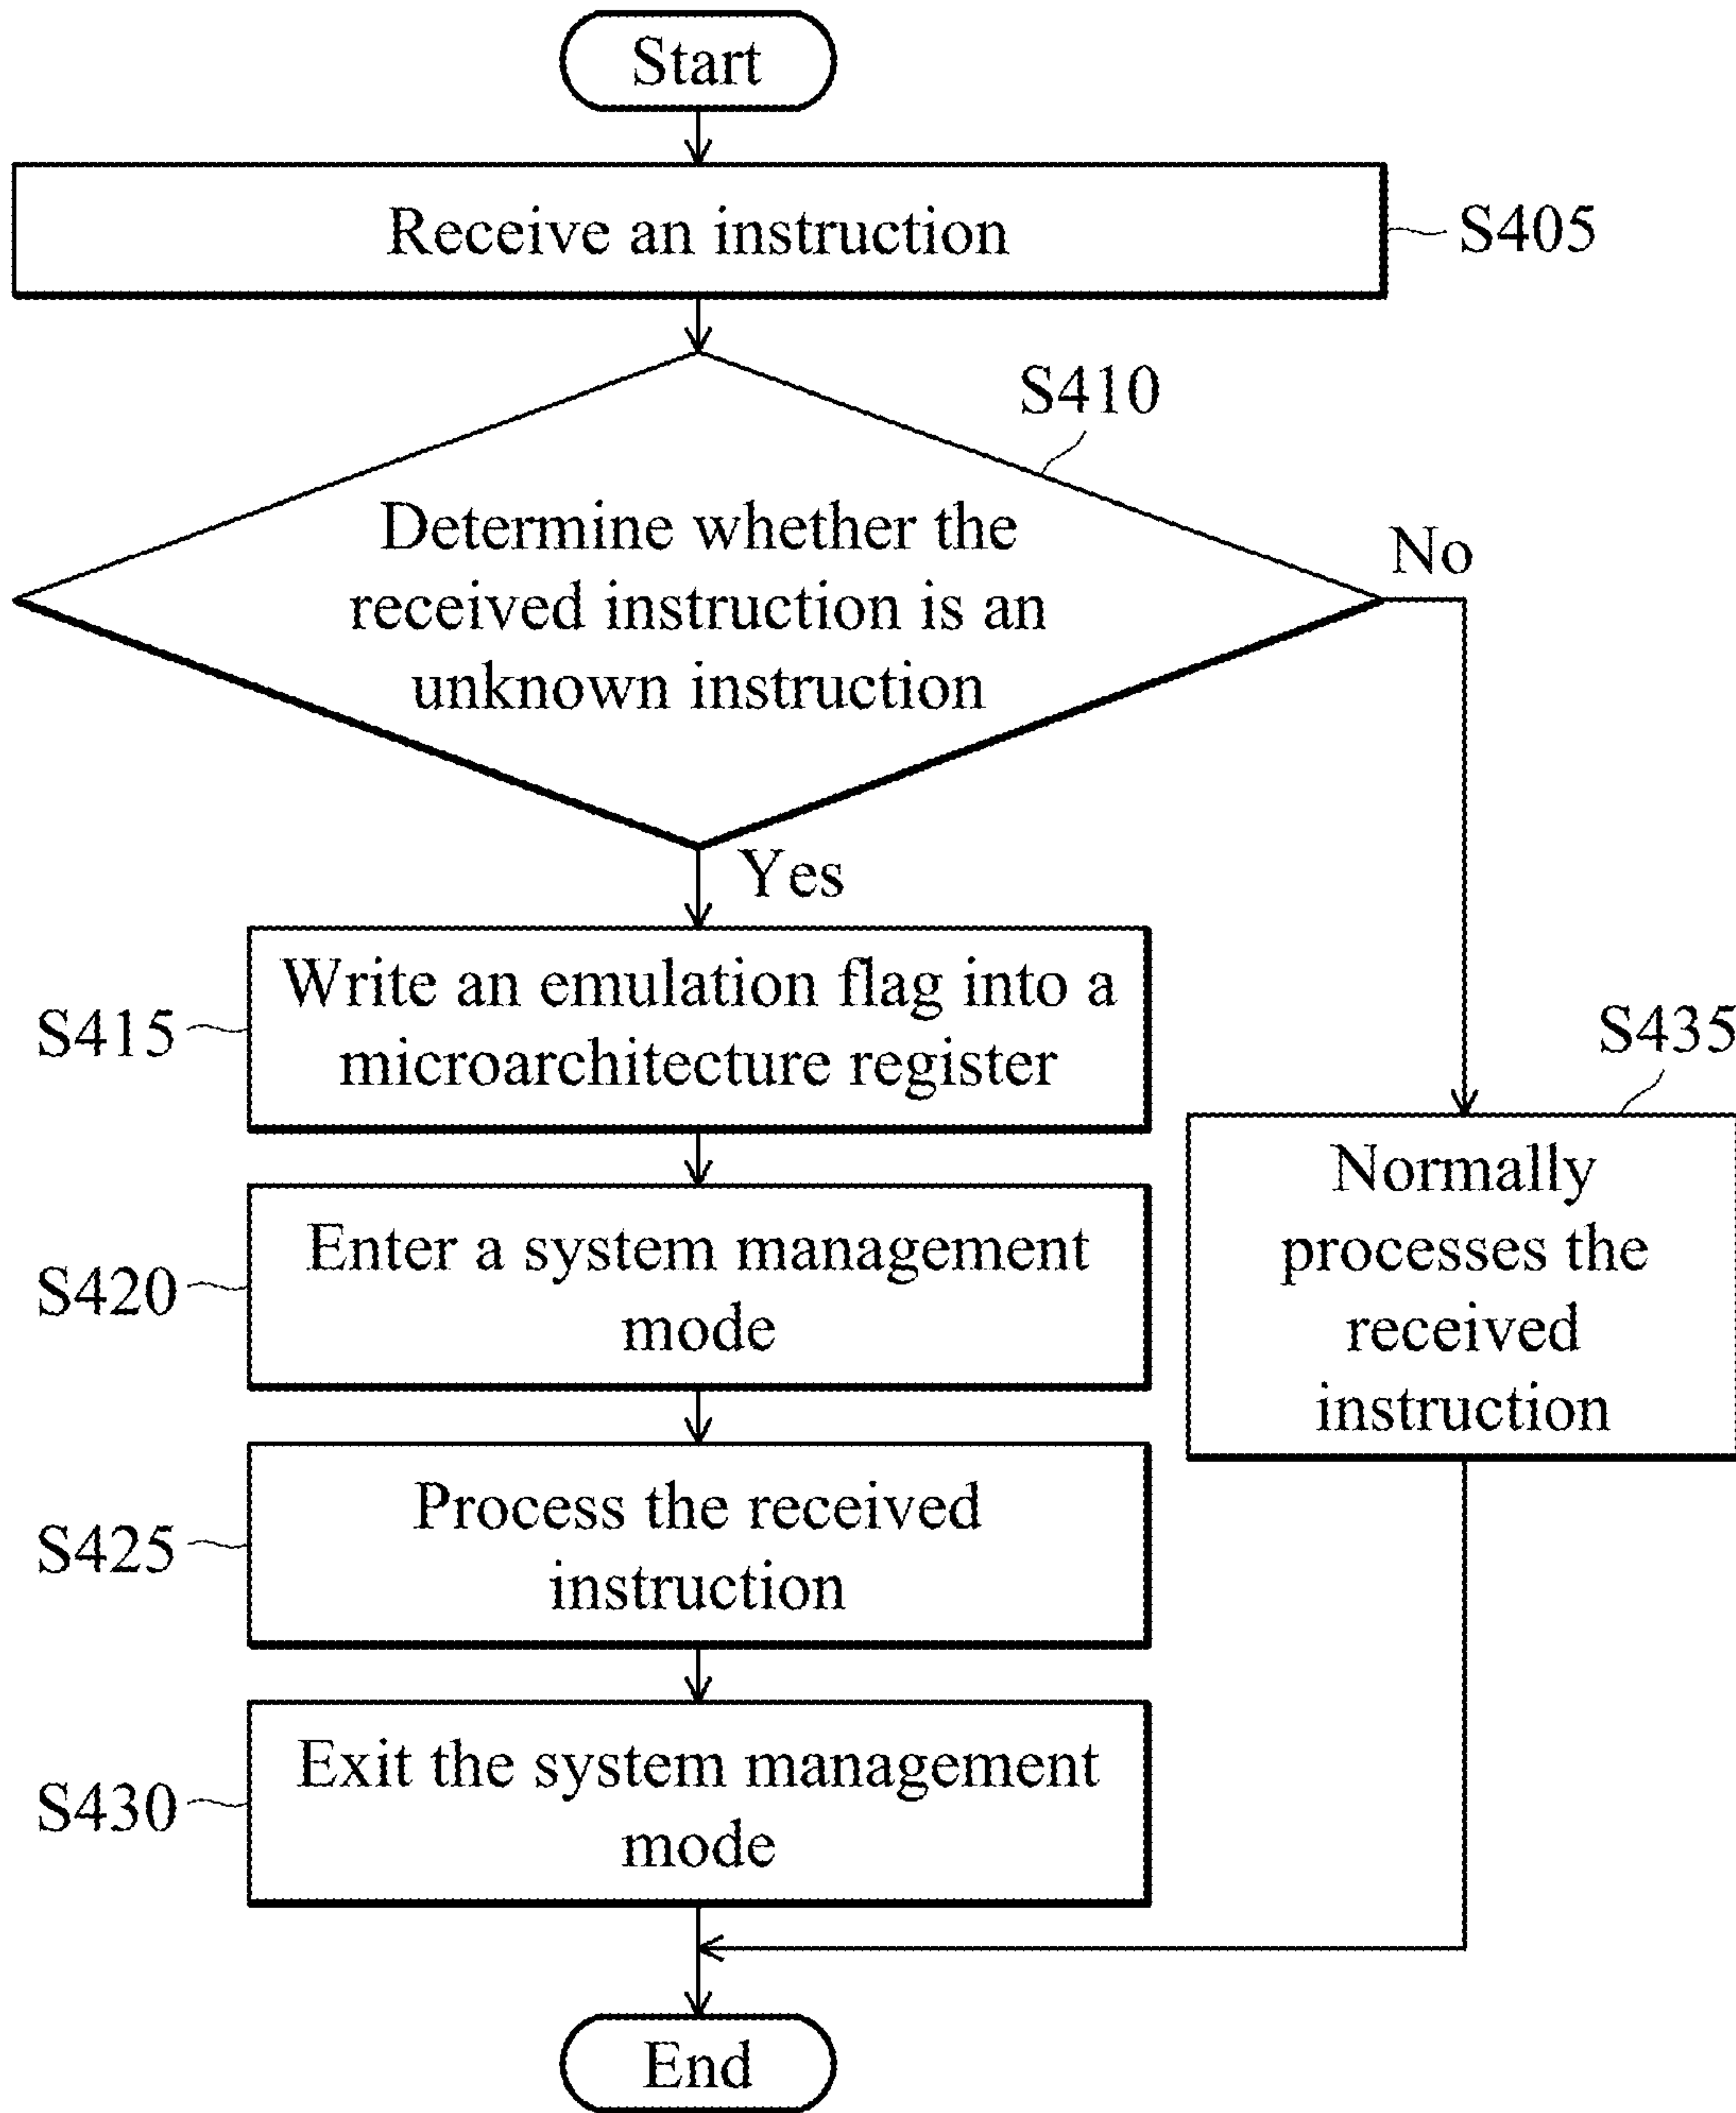 Start
Receive an instruction
S405
S410
Determine whether the
received instruction is an
unknown instruction
No
Yes
Write an emulation flag into a
microarchitecture register
S415
S435
Normally
processes the
received
instruction
Enter a system management
mode
S420
Process the received
instruction
S425
Exit the system management
mode
S430
End